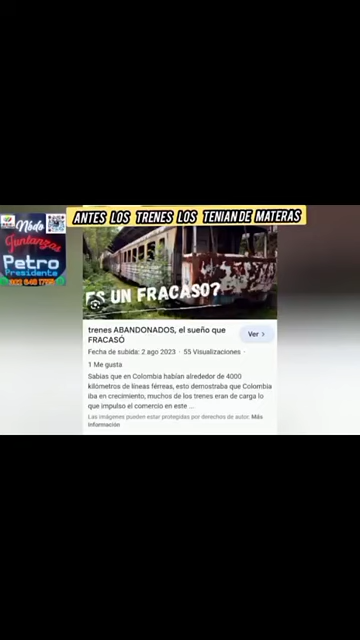 ANTES LOS TRENES LOS TENIAN DE MATERAS
Nodo
Juntanzas
Petro
Presidente
ES UN FRACASO?
trenes ABANDONADOS, el sueño que
FRACASÓ
Ver >
Fecha de subida: 2 ago 2023 · 55 Visualizaciones ·
1 Me gusta
Sabías que en Colombia habían alrededor de 4000
kilómetros de líneas férreas, esto demostraba que Colombia
iba en crecimiento, muchos de los trenes eran de carga lo
que impulso el comercio en este ...
Las imágenes pueden estar protegidas por derechos de autor. Más
información